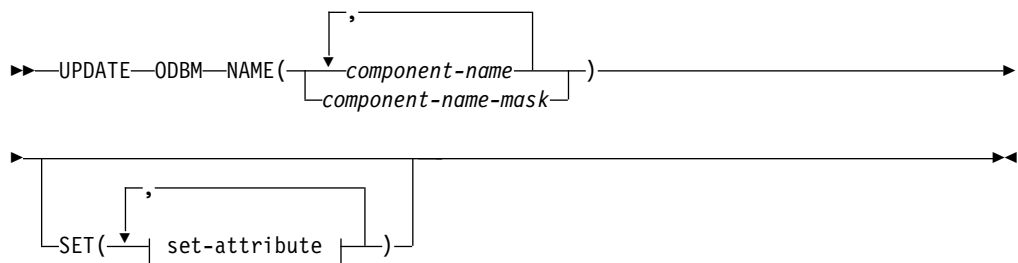 ,
UPDATE ODBM NAME( component-name )
component-name-mask
,
SET( set-attribute )